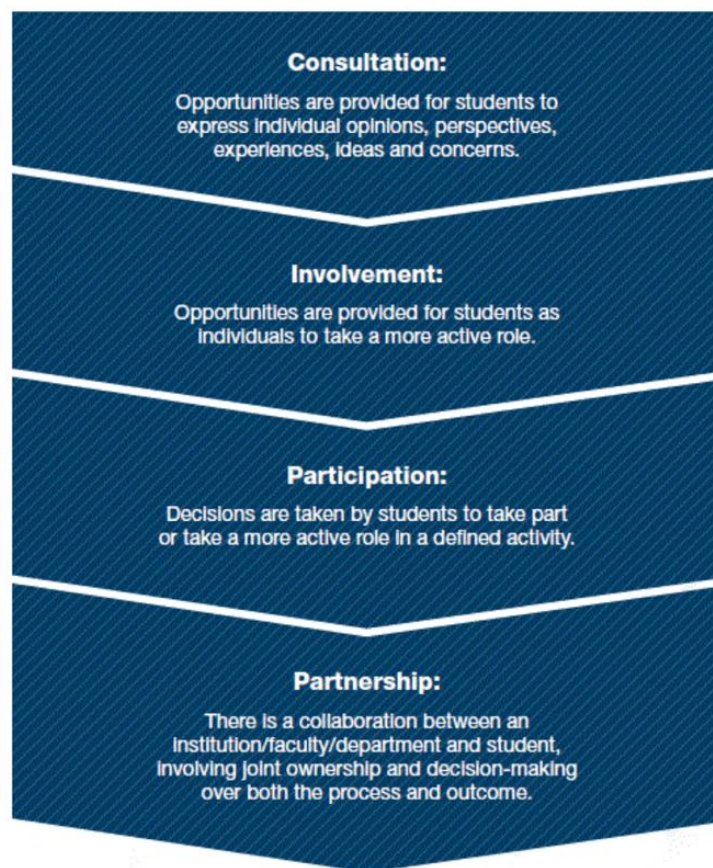 Consultation:
Opportunities are provided for students to
express individual opinions, perspectives,
experiences, ideas and concerns.
Involvement:
Opportunities are provided for students as
individuals to take a more active role.
Participation:
Decisions are taken by students to take part
or take a more active role in a defined activity.
Partnership:
There is a collaboration between an
institution/faculty/department and student,
involving joint ownership and decision-making
over both the process and outcome.